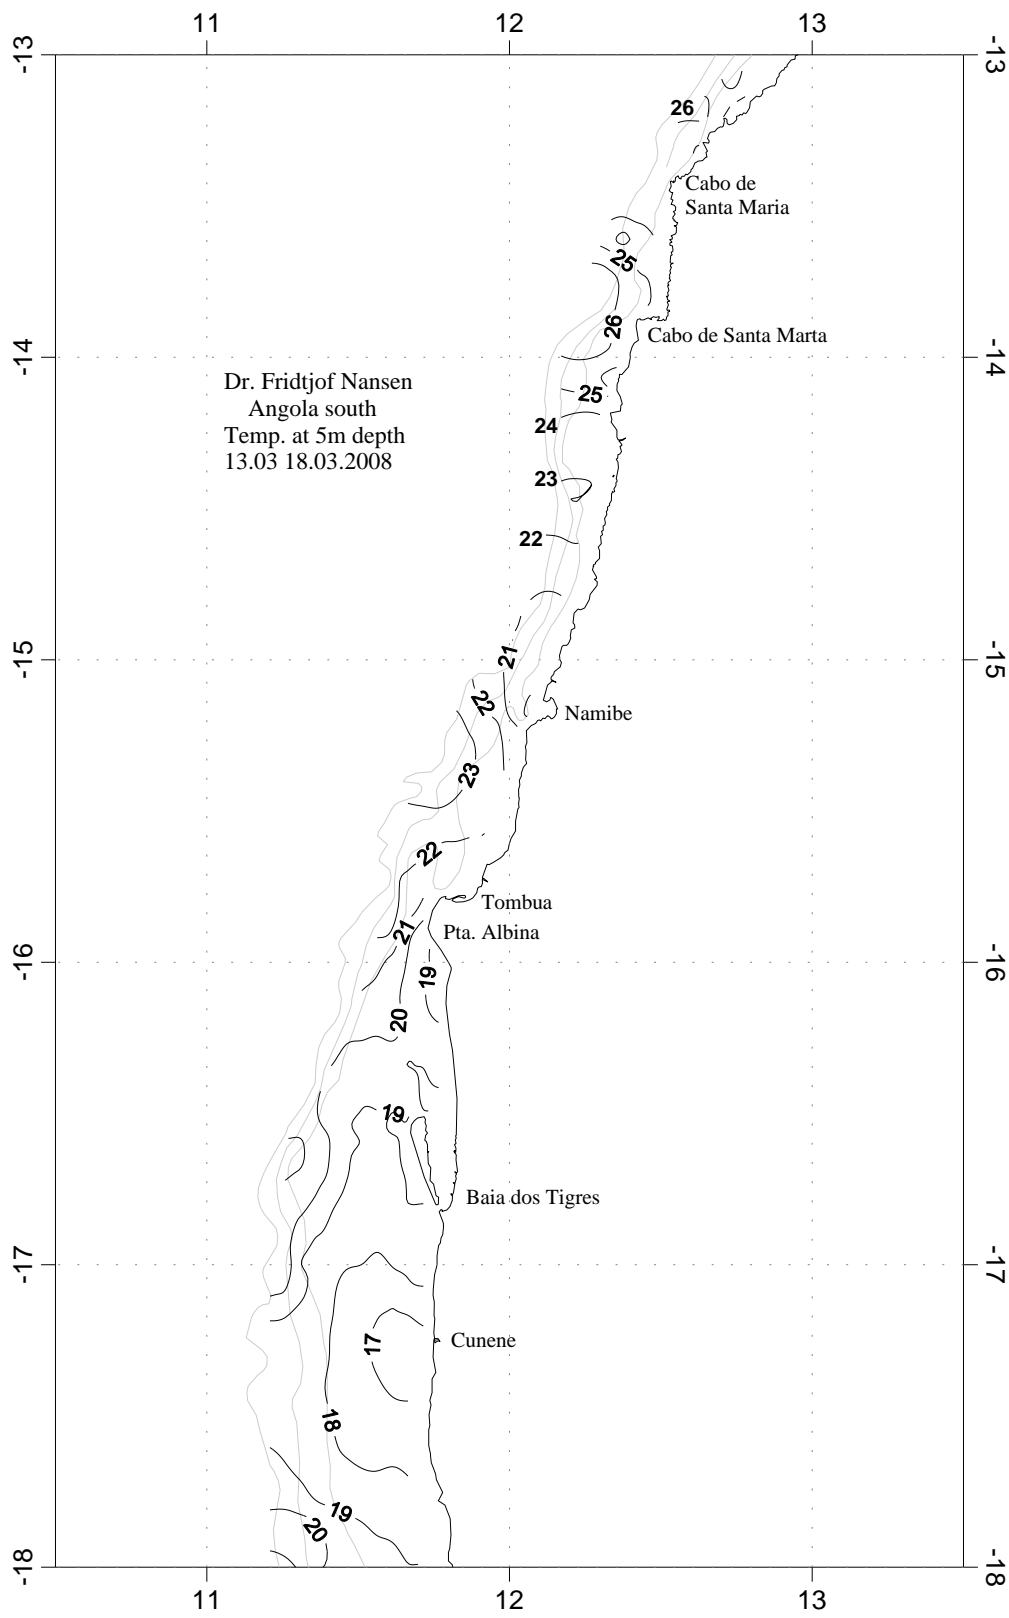 11 12 13
-13 -13
26
Cabo de
Santa Maria
25
26
Cabo de Santa Marta
-14 -14
Dr. Fridtjof Nansen
Angola south
Temp. at 5m depth
13.03 18.03.2008
25
24
23
22
-15 21 -15
22
Namibe
23
22
Tombua
21
Pta. Albina
-16 -16
19
20
19
Baia dos Tigres
-17 -17
17
Cunene
18
19
20
-18 -18
11 12 13